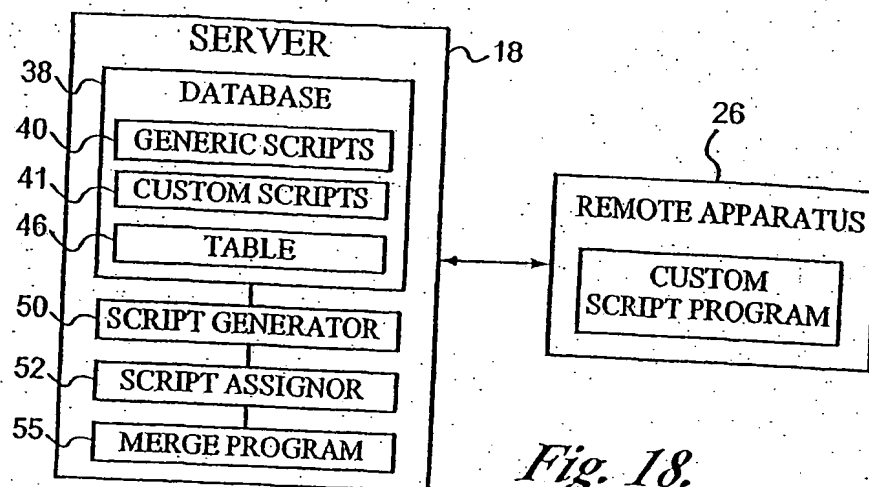 SERVER
18
38
DATABASE
40
GENERIC SCRIPTS
41
CUSTOM SCRIPTS
46
TABLE
50
SCRIPT GENERATOR
52
SCRIPT ASSIGNOR
55
MERGE PROGRAM
26
REMOTE APPARATUS
CUSTOM
SCRIPT PROGRAM
Fig. 18.